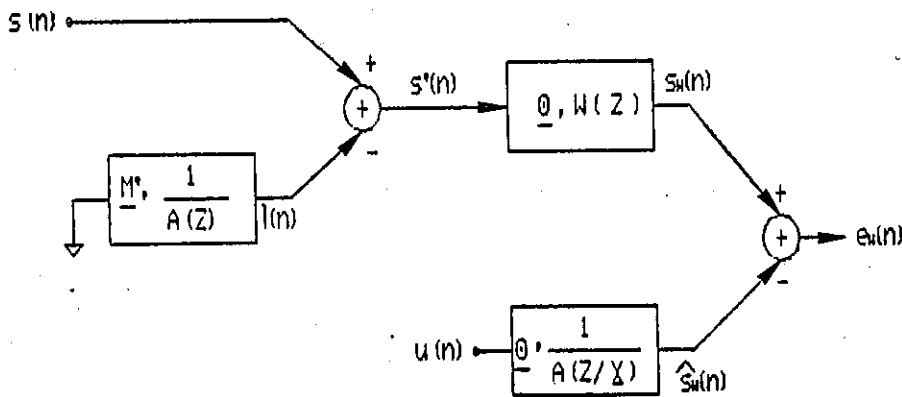 s(n)
+
s°(n)
0, W(Z)
sw(n)
+
−
M°, 1
A(Z)
l(n)
+
+
ew(n)
−
u(n)
0, 1
A(Z/γ)
ŝw(n)